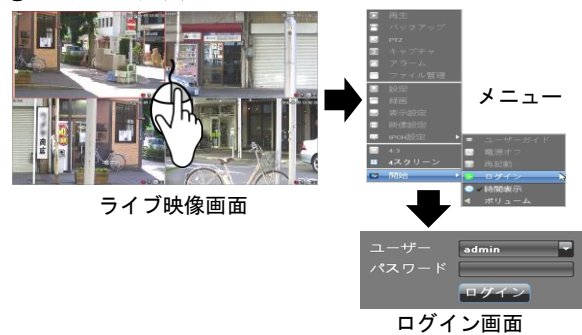 ライブ映像画面
再生
バックアップ
PTZ
キャプチャ
アラーム
ファイル管理
設定
録画
表示設定
映像設定
IPCH設定
4:3
4スクリーン
開始
メニュー
ユーザーガイド
電源オフ
再起動
ログイン
時間表示
ボリューム
ユーザー admin
パスワード
ログイン
ログイン画面